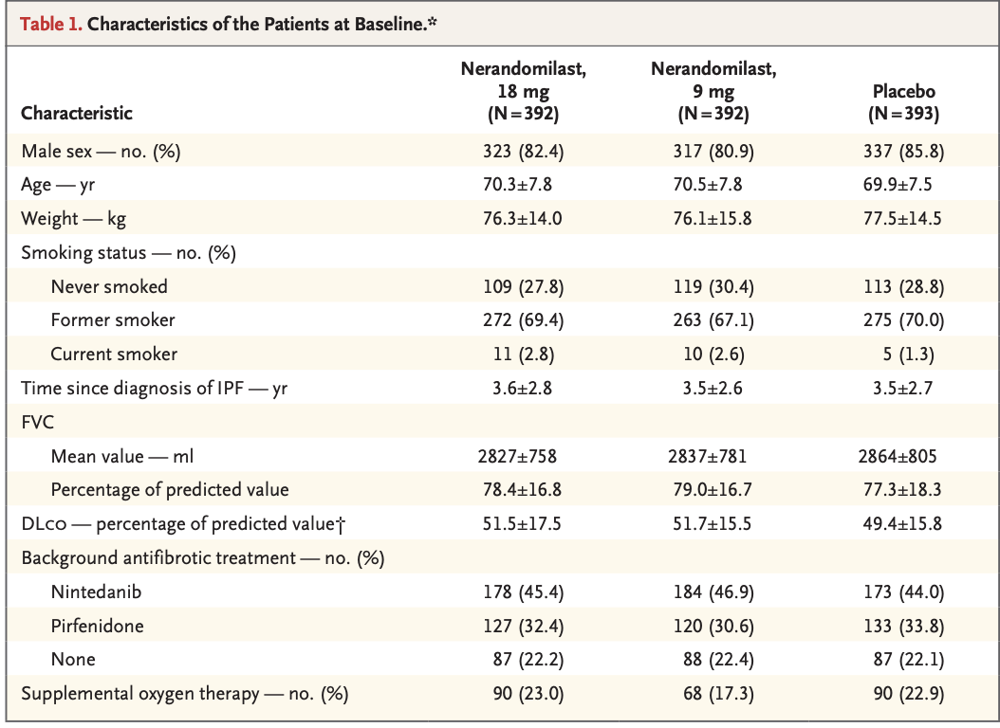 Table 1. Characteristics of the Patients at Baseline.*
Characteristic Nerandomilast, 18 mg (N=392) Nerandomilast, 9 mg (N=392) Placebo (N=393)
Male sex — no. (%) 323 (82.4) 317 (80.9) 337 (85.8)
Age — yr 70.3±7.8 70.5±7.8 69.9±7.5
Weight — kg 76.3±14.0 76.1±15.8 77.5±14.5
Smoking status — no. (%)
Never smoked 109 (27.8) 119 (30.4) 113 (28.8)
Former smoker 272 (69.4) 263 (67.1) 275 (70.0)
Current smoker 11 (2.8) 10 (2.6) 5 (1.3)
Time since diagnosis of IPF — yr 3.6±2.8 3.5±2.6 3.5±2.7
FVC
Mean value — ml 2827±758 2837±781 2864±805
Percentage of predicted value 78.4±16.8 79.0±16.7 77.3±18.3
DLCO — percentage of predicted value† 51.5±17.5 51.7±15.5 49.4±15.8
Background antifibrotic treatment — no. (%)
Nintedanib 178 (45.4) 184 (46.9) 173 (44.0)
Pirfenidone 127 (32.4) 120 (30.6) 133 (33.8)
None 87 (22.2) 88 (22.4) 87 (22.1)
Supplemental oxygen therapy — no. (%) 90 (23.0) 68 (17.3) 90 (22.9)